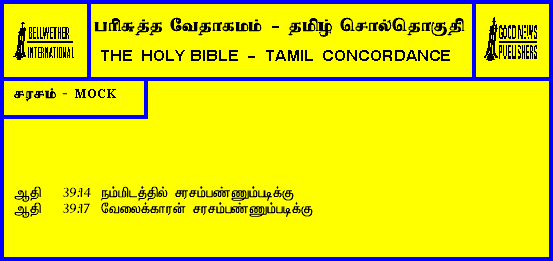 BELLWETHER
INTERNATIONAL
பரிசுத்த வேதாகமம் - தமிழ் சொல்தொகுதி
THE HOLY BIBLE - TAMIL CONCORDANCE
GOOD NEWS
PUBLISHERS
சரசம் - MOCK
ஆதி 39:14 நம்மிடத்தில் சரசம்பண்ணும்படிக்கு
ஆதி 39:17 வேலைக்காரன் சரசம்பண்ணும்படிக்கு